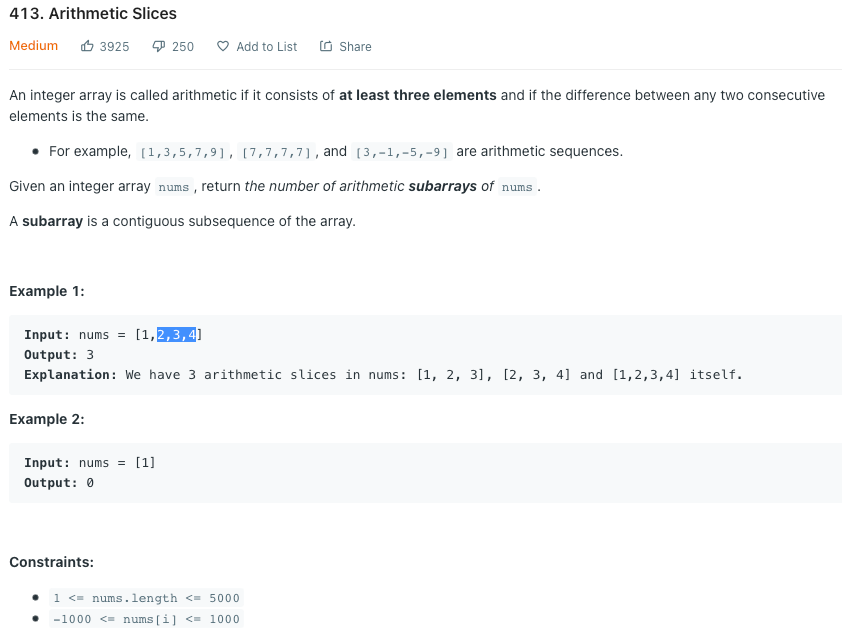 413. Arithmetic Slices
Medium 3925 250 Add to List Share
An integer array is called arithmetic if it consists of at least three elements and if the difference between any two consecutive
elements is the same.
• For example, [1,3,5,7,9], [7,7,7,7], and [3,-1,-5,-9] are arithmetic sequences.
Given an integer array nums, return the number of arithmetic subarrays of nums.
A subarray is a contiguous subsequence of the array.
Example 1:
Input: nums = [1,2,3,4]
Output: 3
Explanation: We have 3 arithmetic slices in nums: [1, 2, 3], [2, 3, 4] and [1,2,3,4] itself.
Example 2:
Input: nums = [1]
Output: 0
Constraints:
• 1 <= nums.length <= 5000
• -1000 <= nums[i] <= 1000